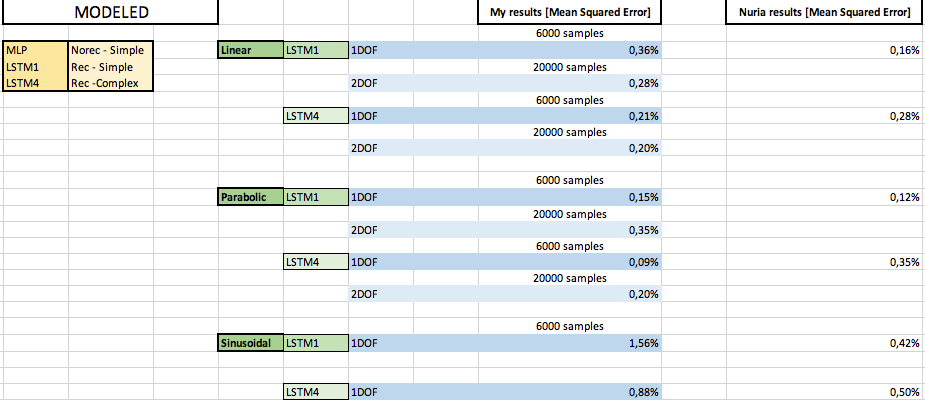 MODELED My results [Mean Squared Error] Nuria results [Mean Squared Error]
6000 samples
MLP Norec - Simple Linear LSTM1 1DOF 0,36% 0,16%
LSTM1 Rec - Simple 20000 samples
LSTM4 Rec -Complex 2DOF 0,28%
6000 samples
LSTM4 1DOF 0,21% 0,28%
20000 samples
2DOF 0,20%
6000 samples
Parabolic LSTM1 1DOF 0,15% 0,12%
20000 samples
2DOF 0,35%
6000 samples
LSTM4 1DOF 0,09% 0,35%
20000 samples
2DOF 0,20%
6000 samples
Sinusoidal LSTM1 1DOF 1,56% 0,42%
LSTM4 1DOF 0,88% 0,50%